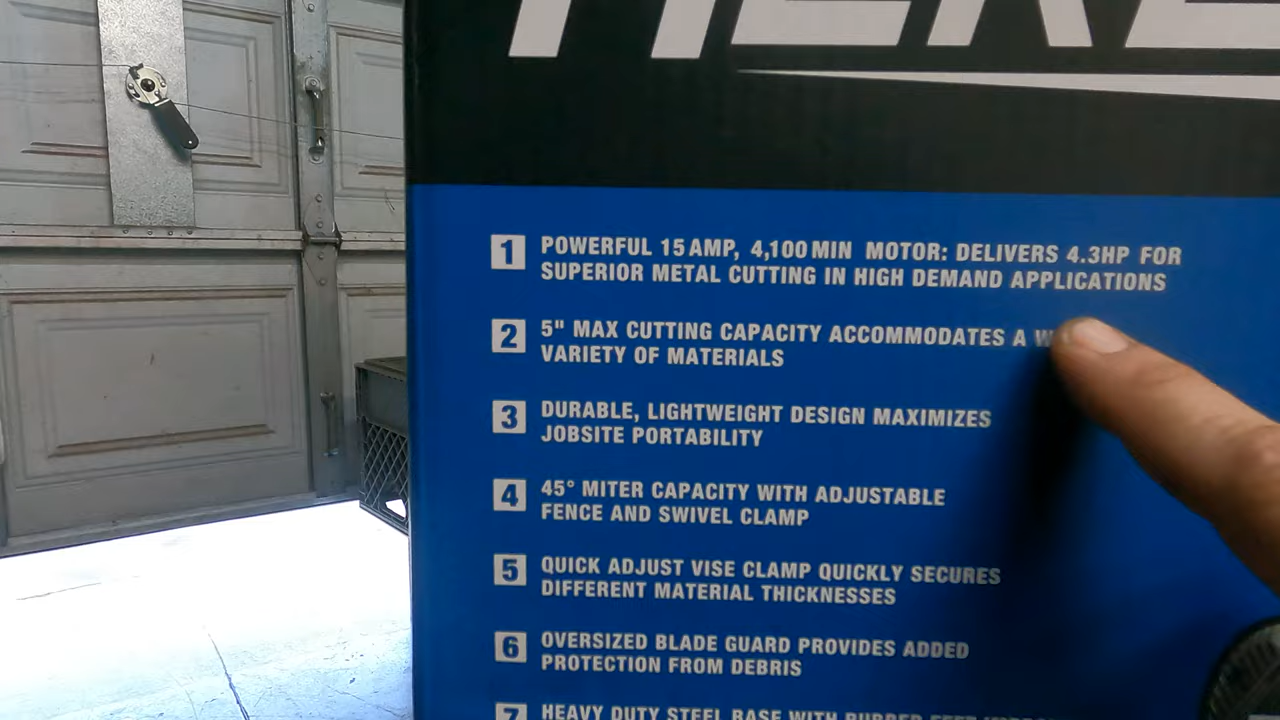 1 POWERFUL 15 AMP, 4,100 MIN MOTOR: DELIVERS 4.3HP FOR
SUPERIOR METAL CUTTING IN HIGH DEMAND APPLICATIONS
2 5" MAX CUTTING CAPACITY ACCOMMODATES A
VARIETY OF MATERIALS
3 DURABLE, LIGHTWEIGHT DESIGN MAXIMIZES
JOBSITE PORTABILITY
4 45° MITER CAPACITY WITH ADJUSTABLE
FENCE AND SWIVEL CLAMP
5 QUICK ADJUST VISE CLAMP QUICKLY SECURES
DIFFERENT MATERIAL THICKNESSES
6 OVERSIZED BLADE GUARD PROVIDES ADDED
PROTECTION FROM DEBRIS
7 HEAVY DUTY STEEL BASE WITH RUBBER FEET